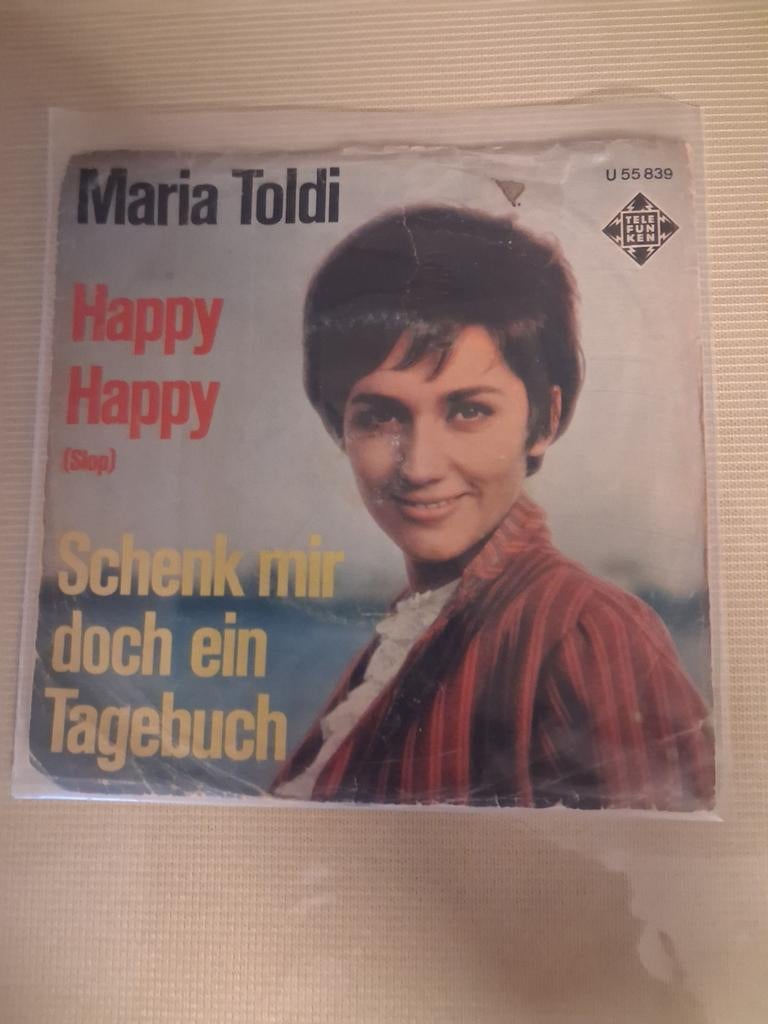 Maria Toldi
U 55 839
TELE
FUN
KEN
Happy
Happy
(Slop)
Schenk mir
doch ein
Tagebuch